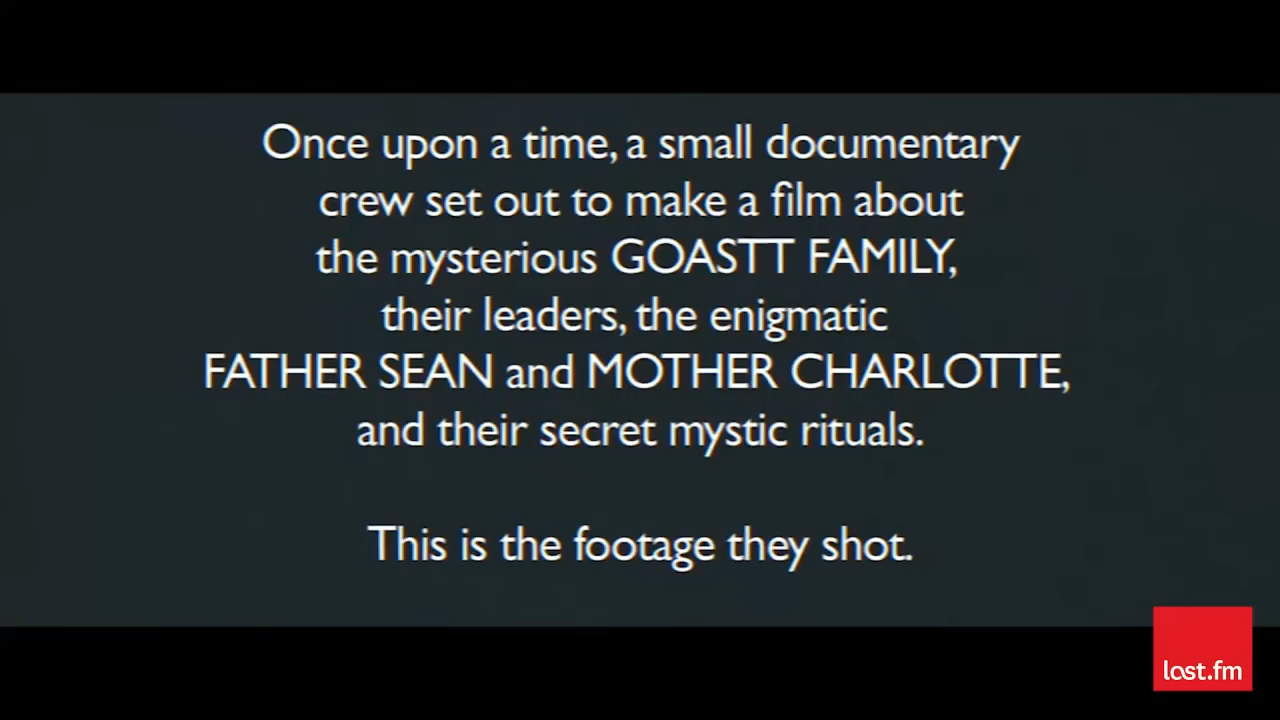 Once upon a time, a small documentary
crew set out to make a film about
the mysterious GOASTT FAMILY,
their leaders, the enigmatic
FATHER SEAN and MOTHER CHARLOTTE,
and their secret mystic rituals.
This is the footage they shot.
last.fm